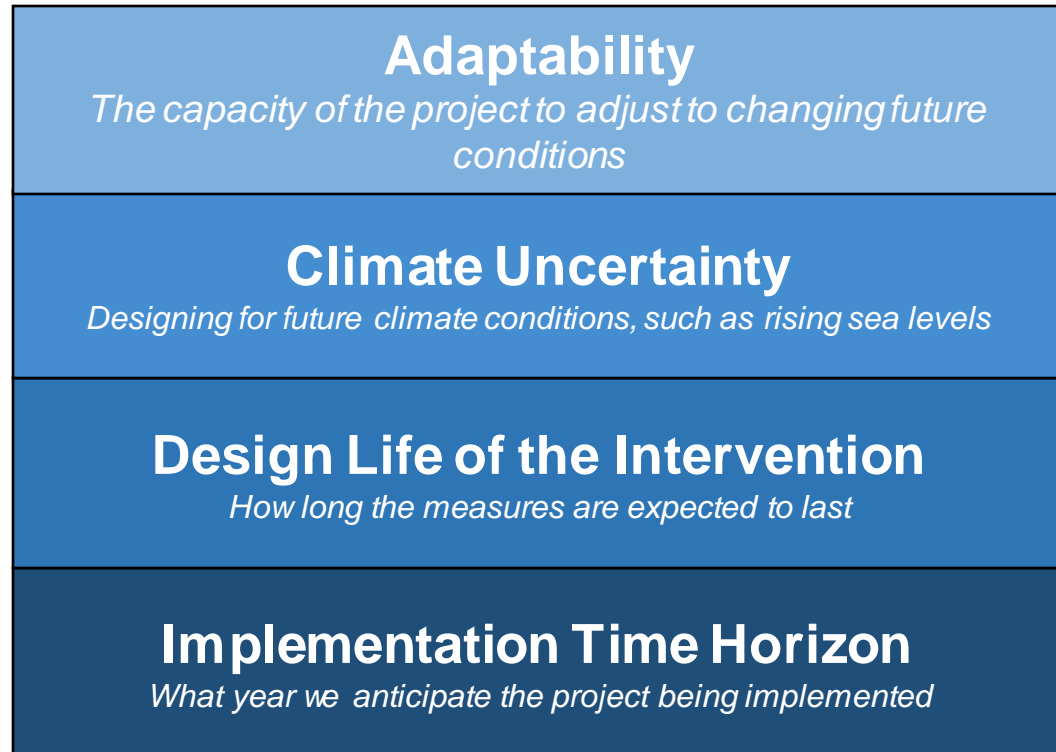 Adaptability
The capacity of the project to adjust to changing future
conditions
Climate Uncertainty
Designing for future climate conditions, such as rising sea levels
Design Life of the Intervention
How long the measures are expected to last
Implementation Time Horizon
What year we anticipate the project being implemented